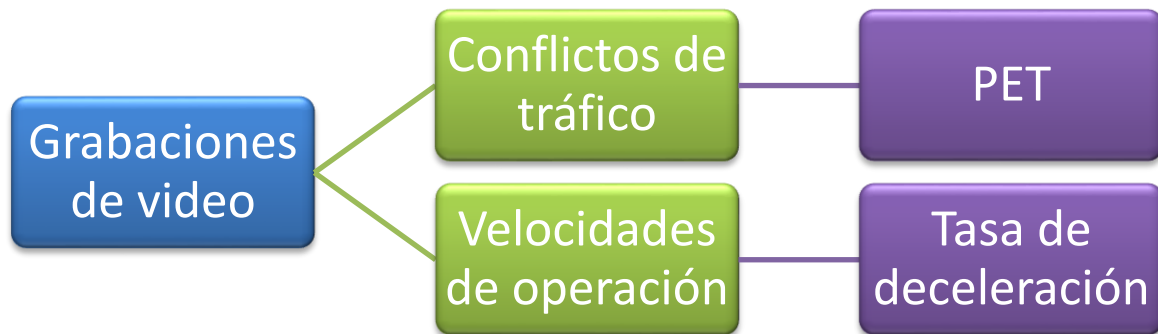 Grabaciones
de video
Conflictos de
tráfico
PET
Velocidades
de operación
Tasa de
deceleración